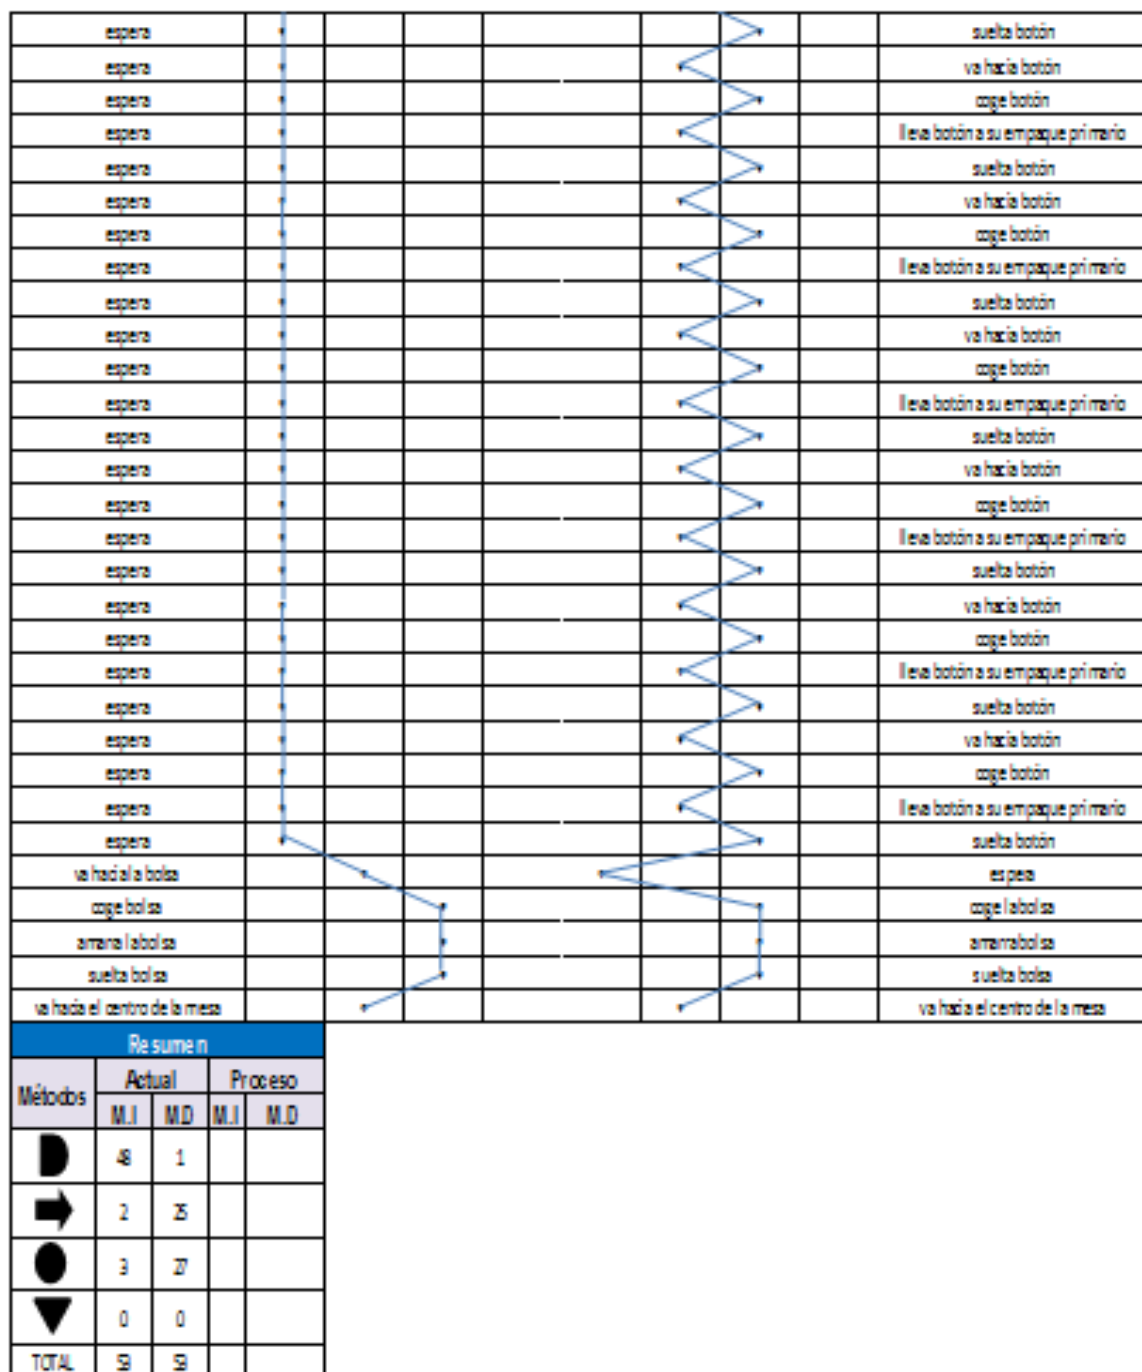 espera suelta botón
espera va hacia botón
espera coge botón
espera lleva botón a su empaque primario
espera suelta botón
espera va hacia botón
espera coge botón
espera lleva botón a su empaque primario
espera suelta botón
espera va hacia botón
espera coge botón
espera lleva botón a su empaque primario
espera suelta botón
espera va hacia botón
espera coge botón
espera lleva botón a su empaque primario
espera suelta botón
espera va hacia botón
espera coge botón
espera lleva botón a su empaque primario
espera suelta botón
espera va hacia botón
espera coge botón
espera lleva botón a su empaque primario
espera suelta botón
va hacia la bolsa espera
coge bolsa coge la bolsa
amarra la bolsa amarra bolsa
suelta bolsa suelta bolsa
va hacia el centro de la mesa va hacia el centro de la mesa
Resumen
Métodos Actual Proceso
M.I M.D M.I M.D
48 1
2 25
3 27
0 0
TOTAL 53 53